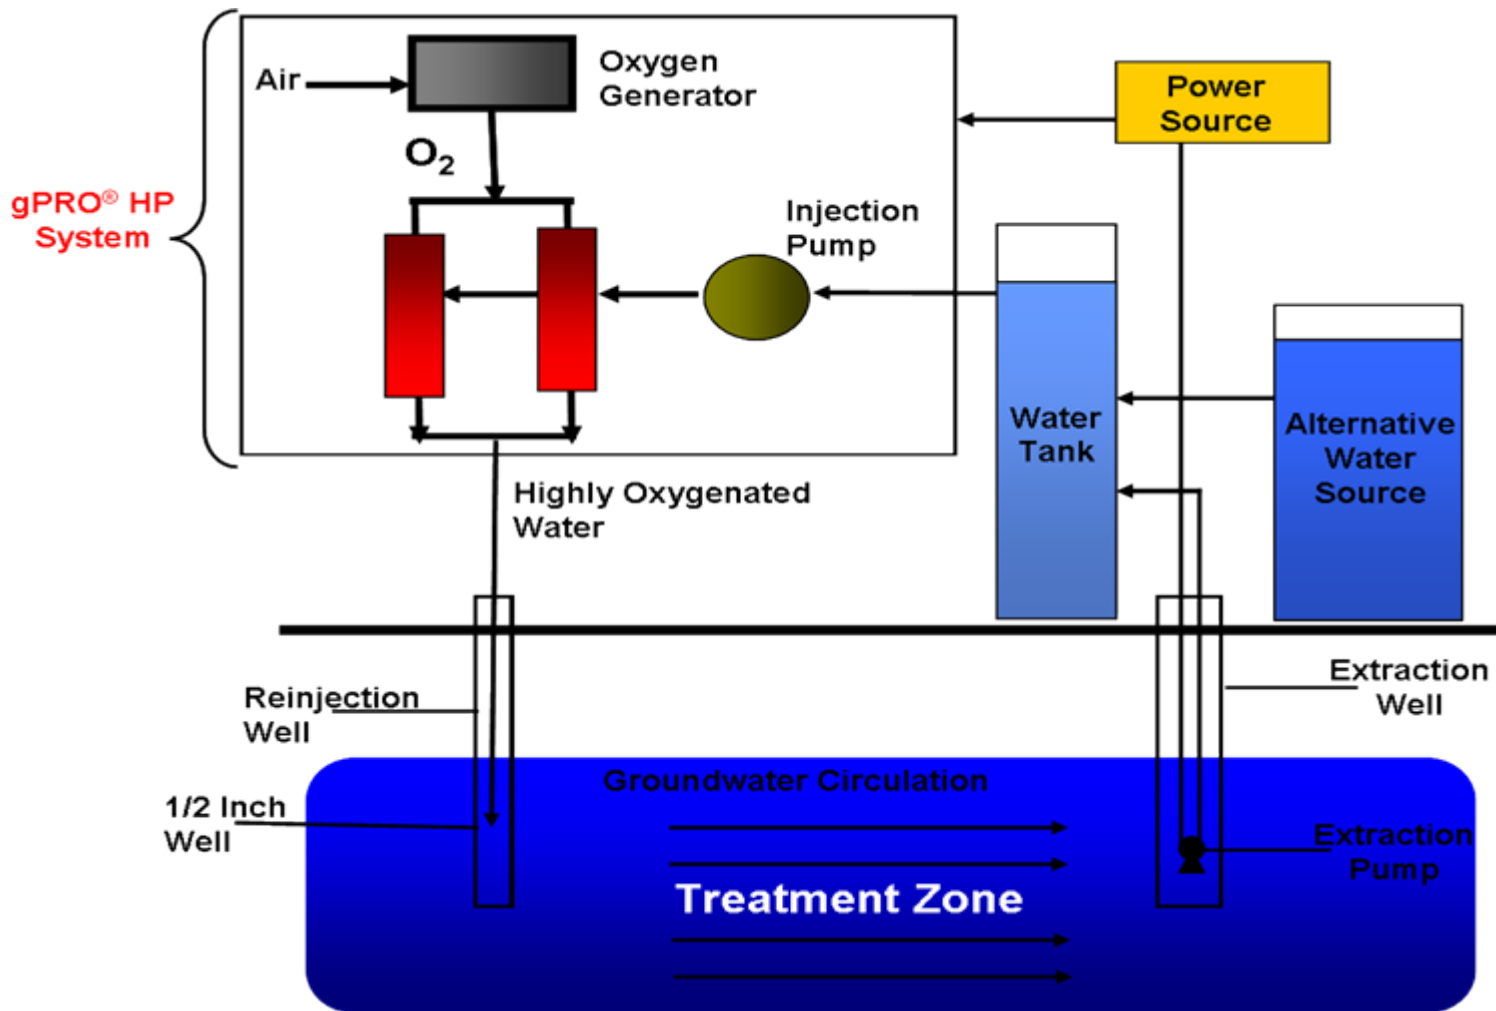 Air
Oxygen
Generator
O₂
gPRO® HP
System
Injection
Pump
Power
Source
Water
Tank
Alternative
Water
Source
Highly Oxygenated
Water
Reinjection
Well
Extraction
Well
1/2 Inch
Well
Groundwater Circulation
Treatment Zone
Extraction
Pump